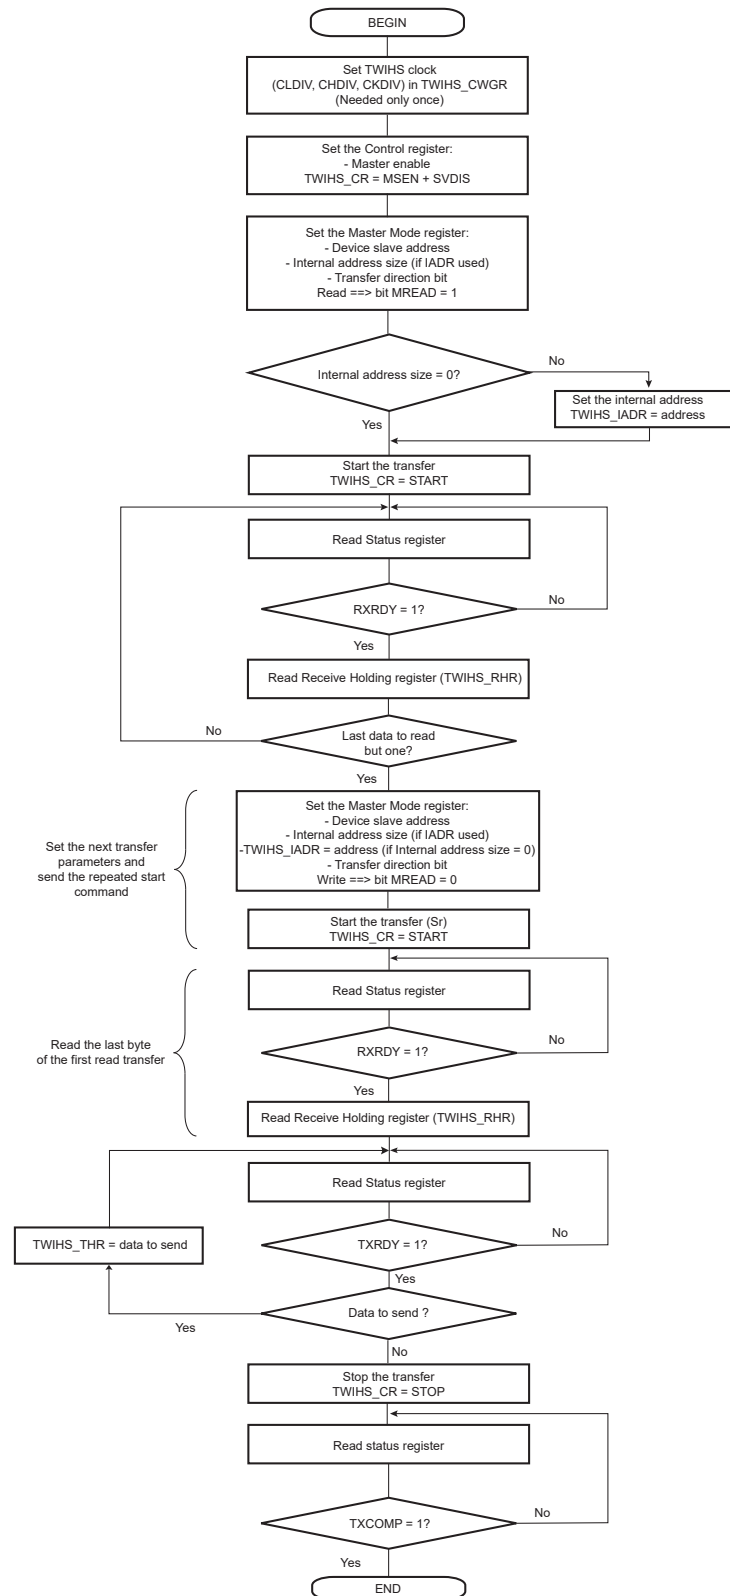 BEGIN
Set TWIHS clock
(CLDIV, CHDIV, CKDIV) in TWIHS_CWGR
(Needed only once)
Set the Control register:
- Master enable
TWIHS_CR = MSEN + SVDIS
Set the Master Mode register:
- Device slave address
- Internal address size (if IADR used)
- Transfer direction bit
Read ==> bit MREAD = 1
Internal address size = 0?
No
Set the internal address
TWIHS_IADR = address
Yes
Start the transfer
TWIHS_CR = START
Read Status register
RXRDY = 1?
No
Yes
Read Receive Holding register (TWIHS_RHR)
Last data to read
but one?
No
Yes
Set the next transfer
parameters and
send the repeated start
command
Set the Master Mode register:
- Device slave address
- Internal address size (if IADR used)
-TWIHS_IADR = address (if Internal address size = 0)
- Transfer direction bit
Write ==> bit MREAD = 0
Start the transfer (Sr)
TWIHS_CR = START
Read the last byte
of the first read transfer
Read Status register
RXRDY = 1?
No
Yes
Read Receive Holding register (TWIHS_RHR)
Read Status register
TWIHS_THR = data to send
TXRDY = 1?
No
Yes
Data to send ?
Yes
No
Stop the transfer
TWIHS_CR = STOP
Read status register
TXCOMP = 1?
No
Yes
END